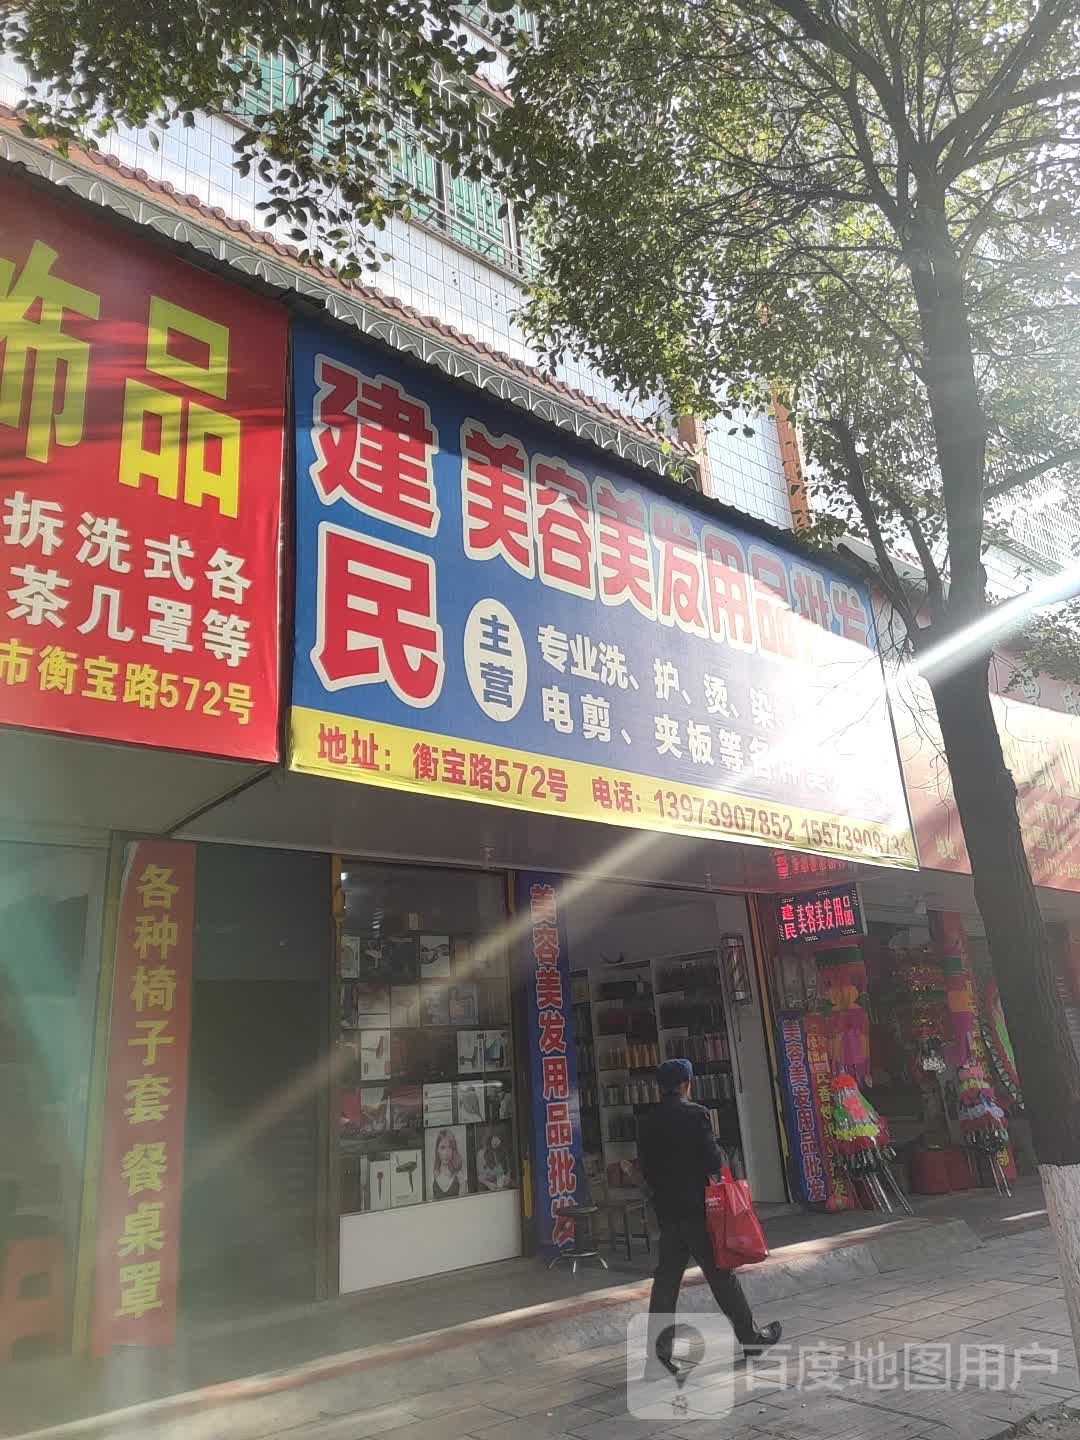 饰品
拆洗式各
茶几罩等
市衡宝路572号
建民
美容美发用品批发
主营
专业洗、护、烫、染
电剪、夹板等各
地址：衡宝路572号 电话：13973907852
各种椅子套 餐桌罩
美容美发用品批发
建民 美容美发用品
美容美发用品批发
百度地图用户